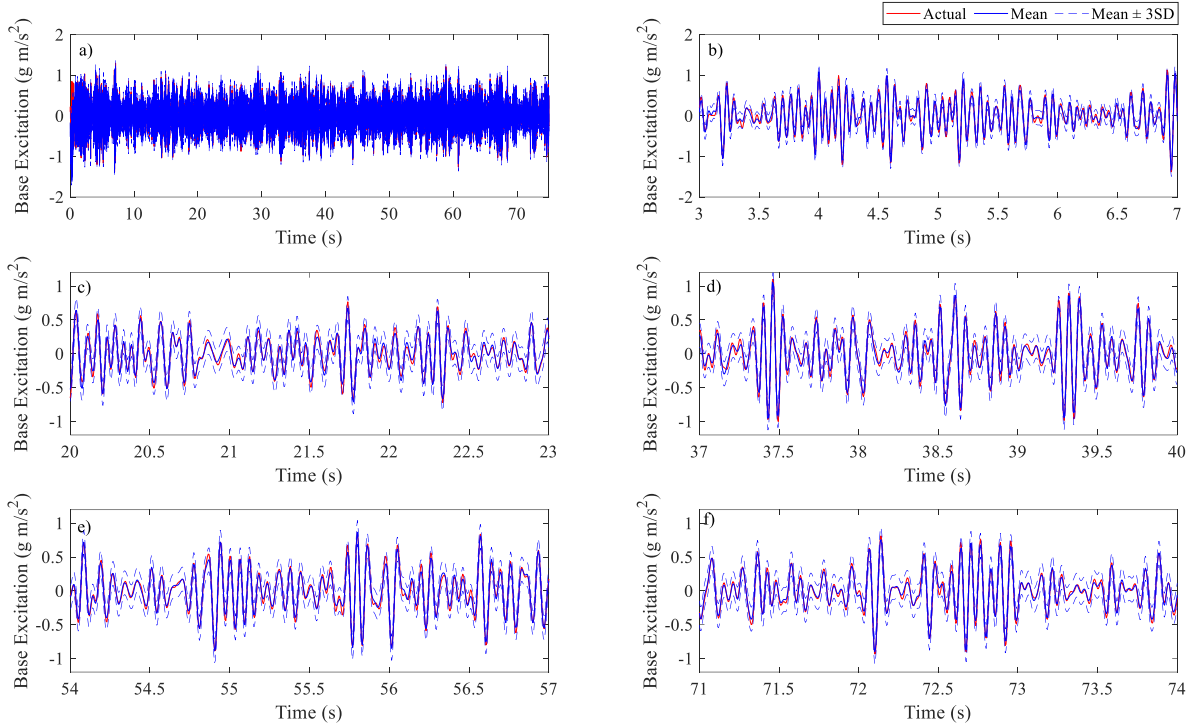 Actual Mean Mean ± 3SD
a)
Base Excitation (g m/s²)
2
1
0
-1
-2
0 10 20 30 40 50 60 70
Time (s)
b)
Base Excitation (g m/s²)
2
1
0
-1
-2
3 3.5 4 4.5 5 5.5 6 6.5 7
Time (s)
c)
Base Excitation (g m/s²)
1
0.5
0
-0.5
-1
20 20.5 21 21.5 22 22.5 23
Time (s)
d)
Base Excitation (g m/s²)
1
0.5
0
-0.5
-1
37 37.5 38 38.5 39 39.5 40
Time (s)
e)
Base Excitation (g m/s²)
1
0.5
0
-0.5
-1
54 54.5 55 55.5 56 56.5 57
Time (s)
f)
Base Excitation (g m/s²)
1
0.5
0
-0.5
-1
71 71.5 72 72.5 73 73.5 74
Time (s)